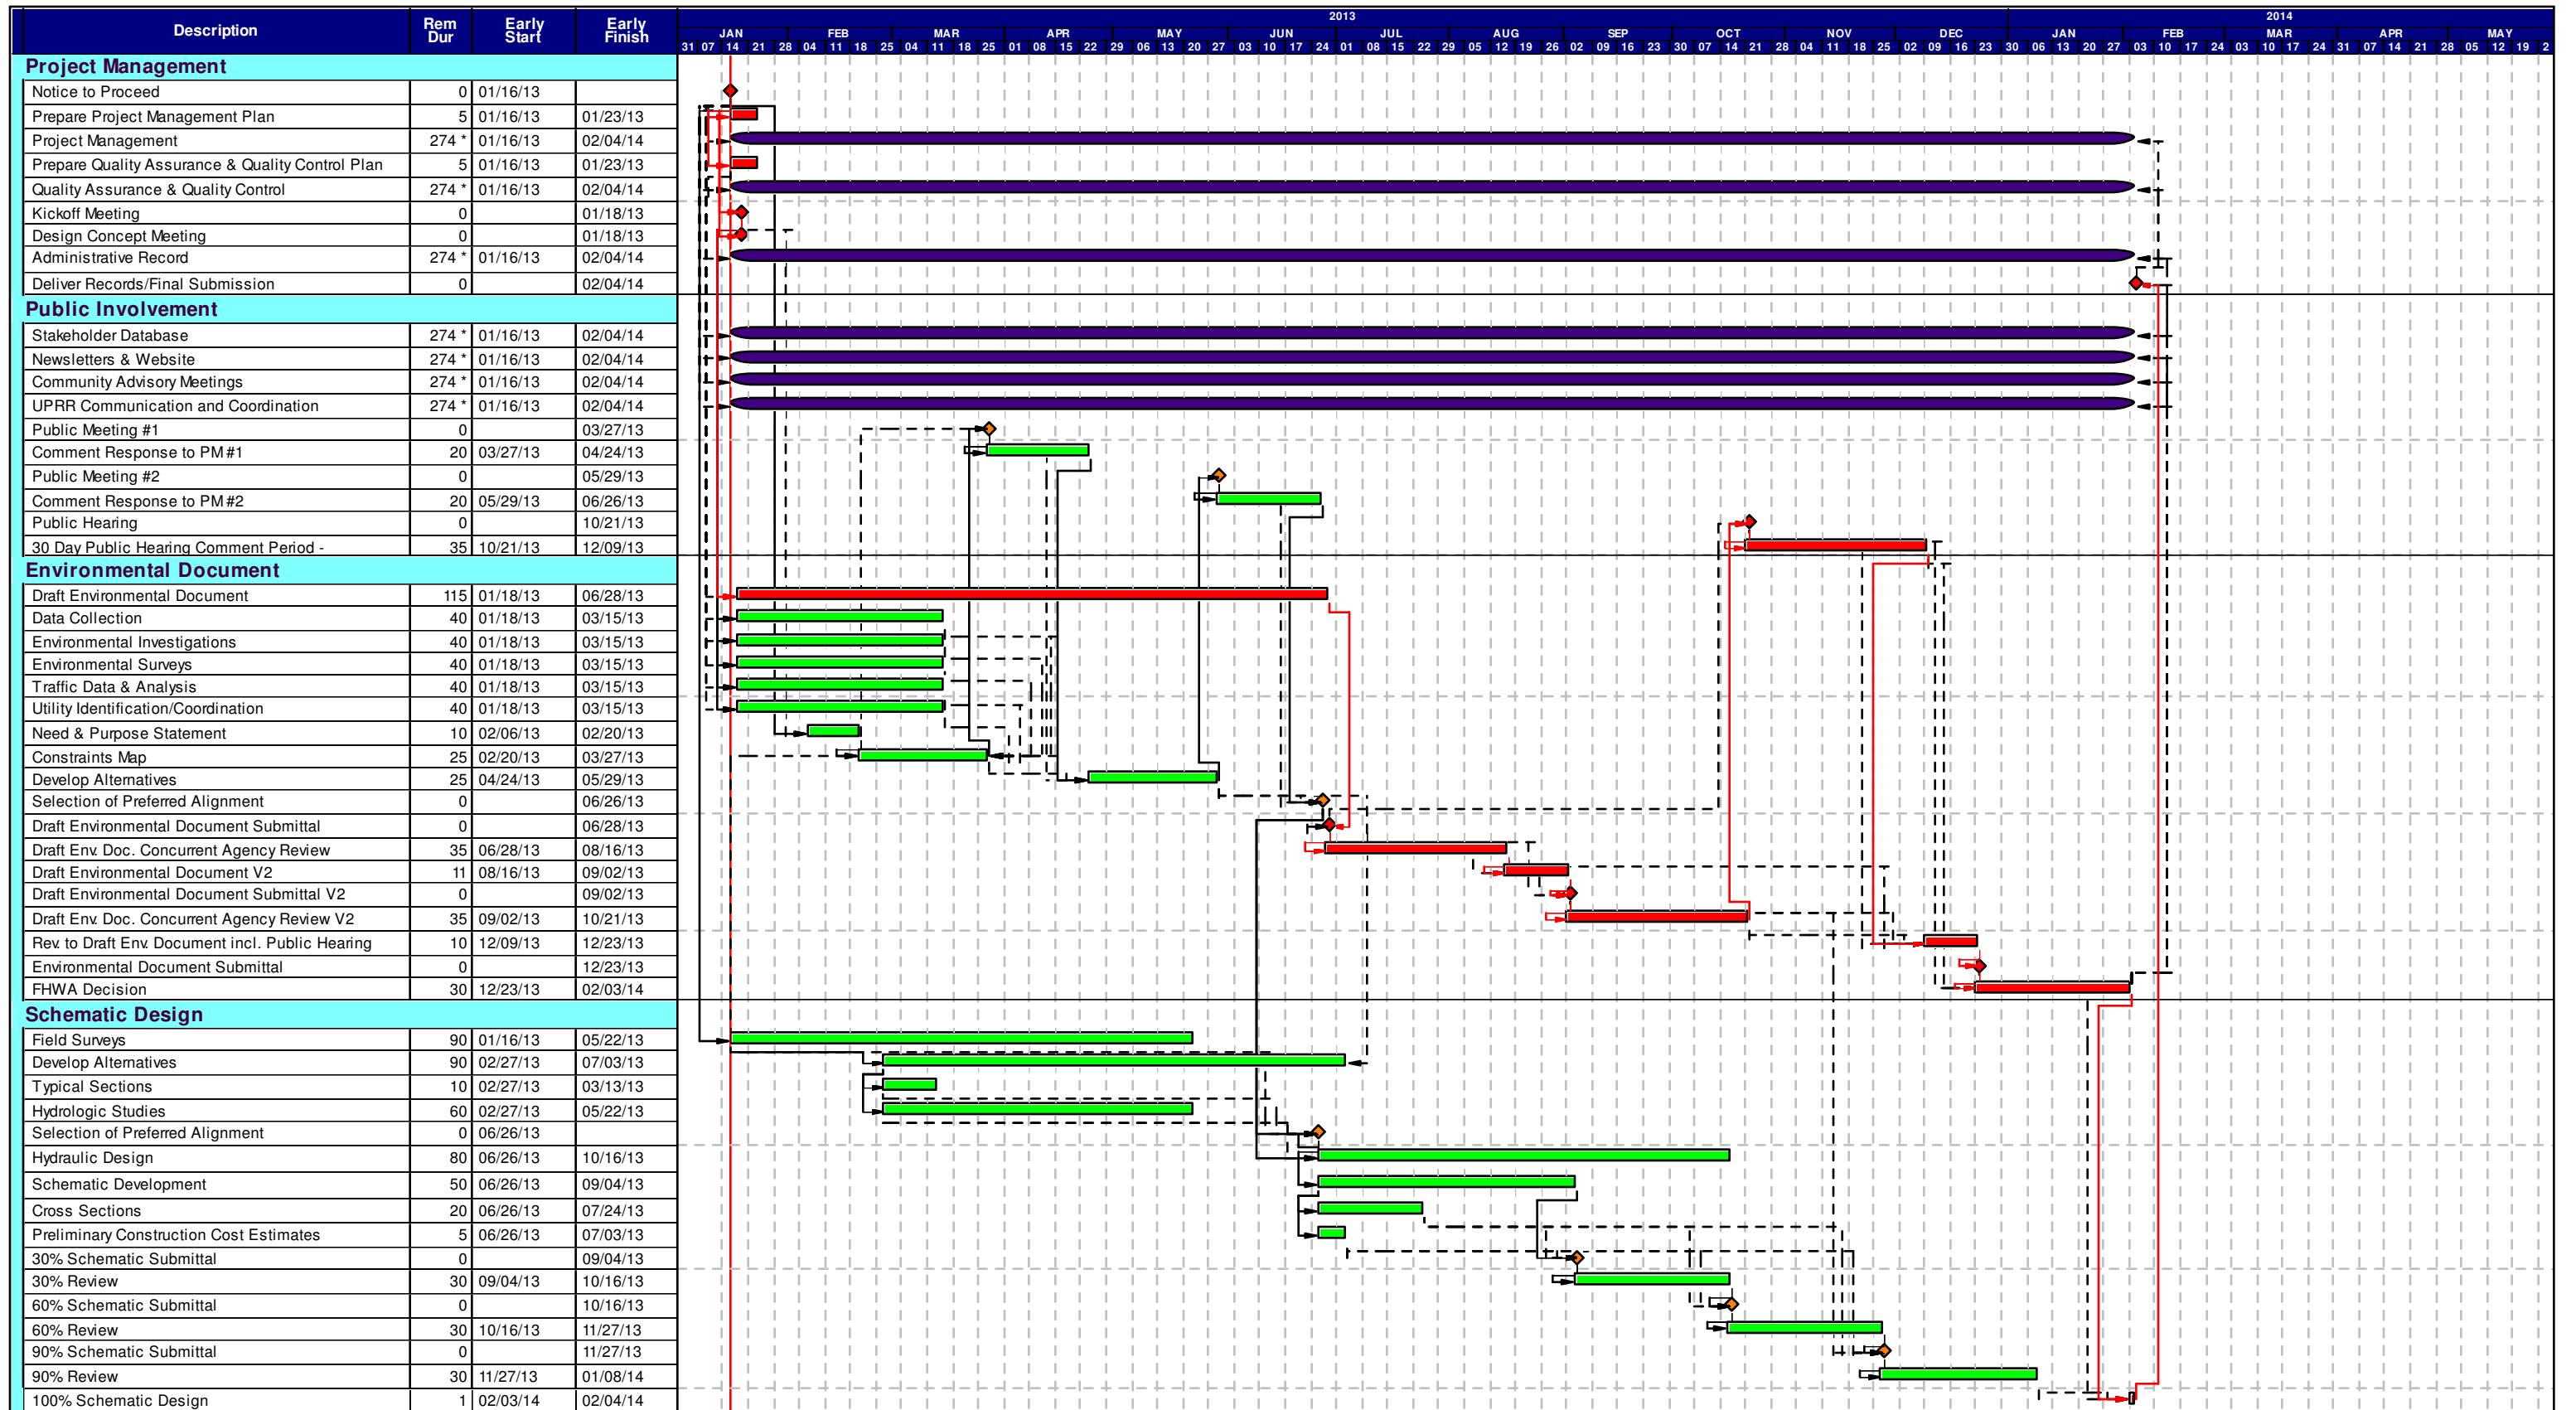 2013 2014
Description Rem Dur Early Start Early Finish JAN FEB MAR APR MAY JUN JUL AUG SEP OCT NOV DEC JAN FEB MAR APR MAY
31 07 14 21 28 04 11 18 25 04 11 18 25 01 08 15 22 29 06 13 20 27 03 10 17 24 01 08 15 22 29 05 12 19 26 02 09 16 23 30 07 14 21 28 04 11 18 25 02 09 16 23 30 06 13 20 27 03 10 17 24 03 10 17 24 31 07 14 21 28 05 12 19 2
Project Management
Notice to Proceed 0 01/16/13
Prepare Project Management Plan 5 01/16/13 01/23/13
Project Management 274 * 01/16/13 02/04/14
Prepare Quality Assurance & Quality Control Plan 5 01/16/13 01/23/13
Quality Assurance & Quality Control 274 * 01/16/13 02/04/14
Kickoff Meeting 0 01/18/13
Design Concept Meeting 0 01/18/13
Administrative Record 274 * 01/16/13 02/04/14
Deliver Records/Final Submission 0 02/04/14
Public Involvement
Stakeholder Database 274 * 01/16/13 02/04/14
Newsletters & Website 274 * 01/16/13 02/04/14
Community Advisory Meetings 274 * 01/16/13 02/04/14
UPRR Communication and Coordination 274 * 01/16/13 02/04/14
Public Meeting #1 0 03/27/13
Comment Response to PM#1 20 03/27/13 04/24/13
Public Meeting #2 0 05/29/13
Comment Response to PM#2 20 05/29/13 06/26/13
Public Hearing 0 10/21/13
30 Day Public Hearing Comment Period - 35 10/21/13 12/09/13
Environmental Document
Draft Environmental Document 115 01/18/13 06/28/13
Data Collection 40 01/18/13 03/15/13
Environmental Investigations 40 01/18/13 03/15/13
Environmental Surveys 40 01/18/13 03/15/13
Traffic Data & Analysis 40 01/18/13 03/15/13
Utility Identification/Coordination 40 01/18/13 03/15/13
Need & Purpose Statement 10 02/06/13 02/20/13
Constraints Map 25 02/20/13 03/27/13
Develop Alternatives 25 04/24/13 05/29/13
Selection of Preferred Alignment 0 06/26/13
Draft Environmental Document Submittal 0 06/28/13
Draft Env. Doc. Concurrent Agency Review 35 06/28/13 08/16/13
Draft Environmental Document V2 11 08/16/13 09/02/13
Draft Environmental Document Submittal V2 0 09/02/13
Draft Env. Doc. Concurrent Agency Review V2 35 09/02/13 10/21/13
Rev. to Draft Env. Document incl. Public Hearing 10 12/09/13 12/23/13
Environmental Document Submittal 0 12/23/13
FHWA Decision 30 12/23/13 02/03/14
Schematic Design
Field Surveys 90 01/16/13 05/22/13
Develop Alternatives 90 02/27/13 07/03/13
Typical Sections 10 02/27/13 03/13/13
Hydrologic Studies 60 02/27/13 05/22/13
Selection of Preferred Alignment 0 06/26/13
Hydraulic Design 80 06/26/13 10/16/13
Schematic Development 50 06/26/13 09/04/13
Cross Sections 20 06/26/13 07/24/13
Preliminary Construction Cost Estimates 5 06/26/13 07/03/13
30% Schematic Submittal 0 09/04/13
30% Review 30 09/04/13 10/16/13
60% Schematic Submittal 0 10/16/13
60% Review 30 10/16/13 11/27/13
90% Schematic Submittal 0 11/27/13
90% Review 30 11/27/13 01/08/14
100% Schematic Design 1 02/03/14 02/04/14